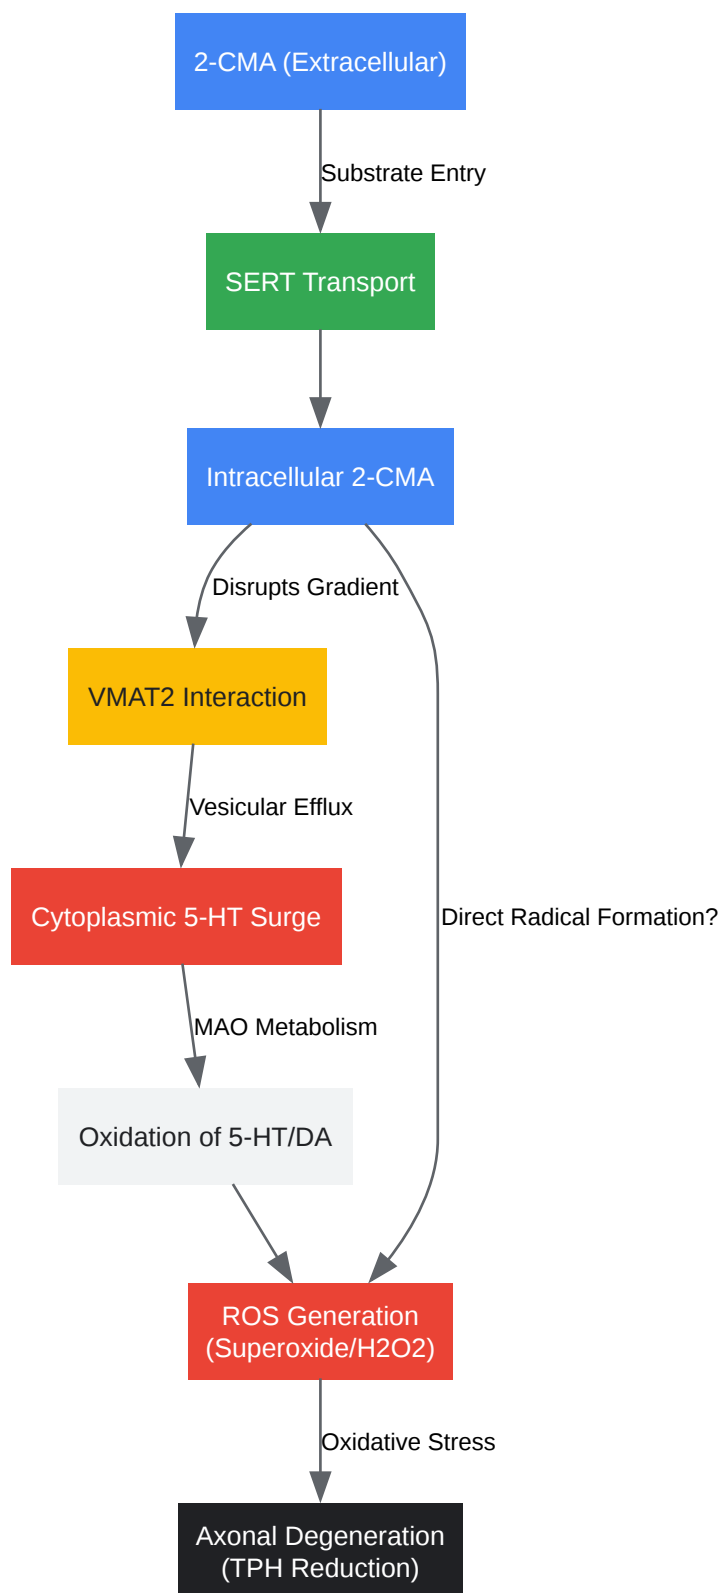 2-CMA (Extracellular)
Substrate Entry
SERT Transport
Intracellular 2-CMA
Disrupts Gradient
VMAT2 Interaction
Vesicular Efflux
Cytoplasmic 5-HT Surge
Direct Radical Formation?
MAO Metabolism
Oxidation of 5-HT/DA
ROS Generation
(Superoxide/H2O2)
Oxidative Stress
Axonal Degeneration
(TPH Reduction)